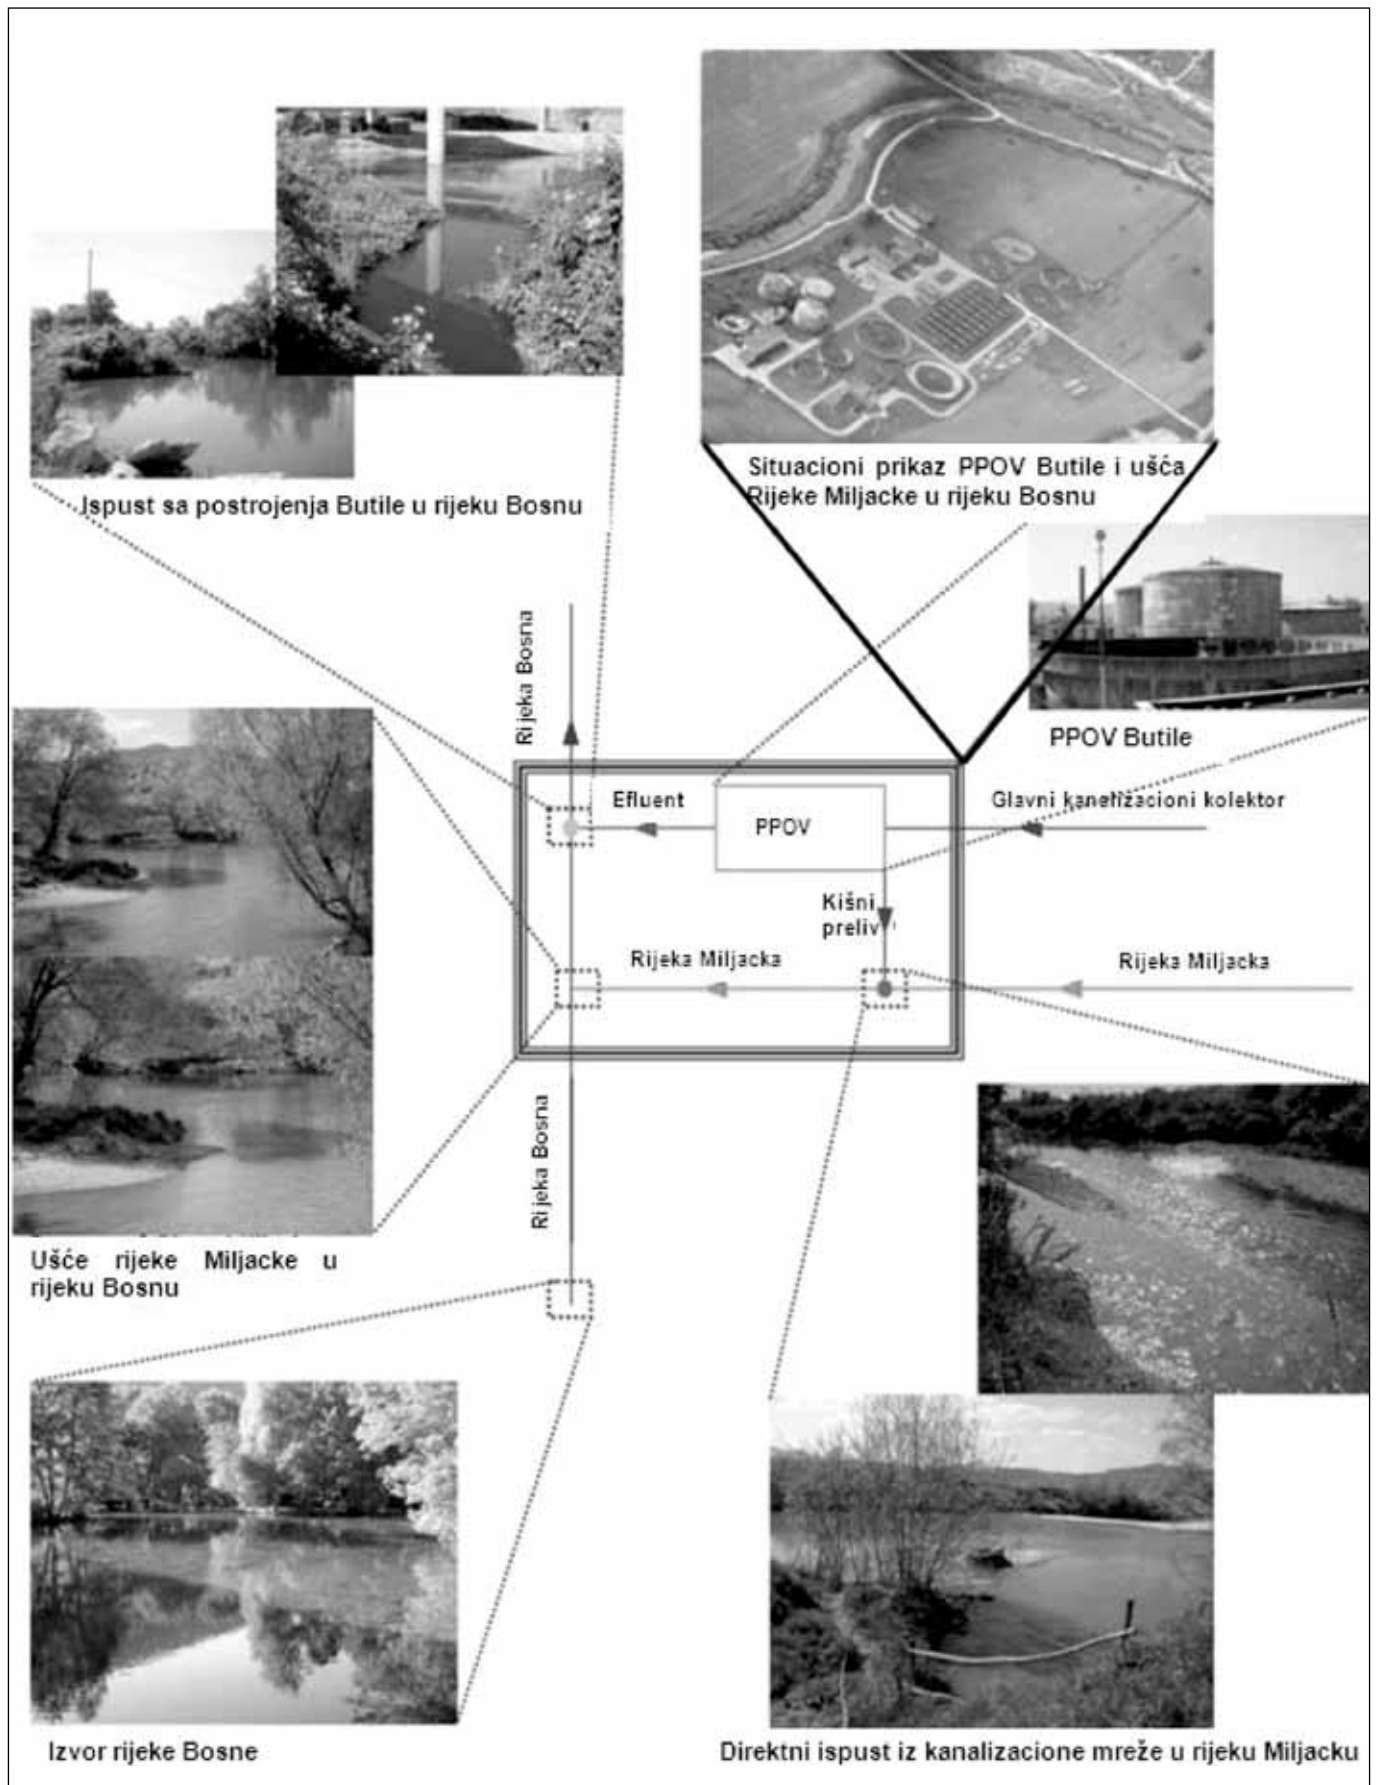 Situacioni prikaz PPOV Butile i ušća
Rijeke Miljacke u rijeku Bosnu
Ispust sa postrojenja Butile u rijeku Bosnu
PPOV Butile
Rijeka Bosna
Efluent
PPOV
Glavni kanalizacioni kolektor
Kišni
preliv
Rijeka Miljacka
Rijeka Miljacka
Rijeka Bosna
Ušće rijeke Miljacke u
rijeku Bosnu
Izvor rijeke Bosne
Direktni ispust iz kanalizacione mreže u rijeku Miljacku